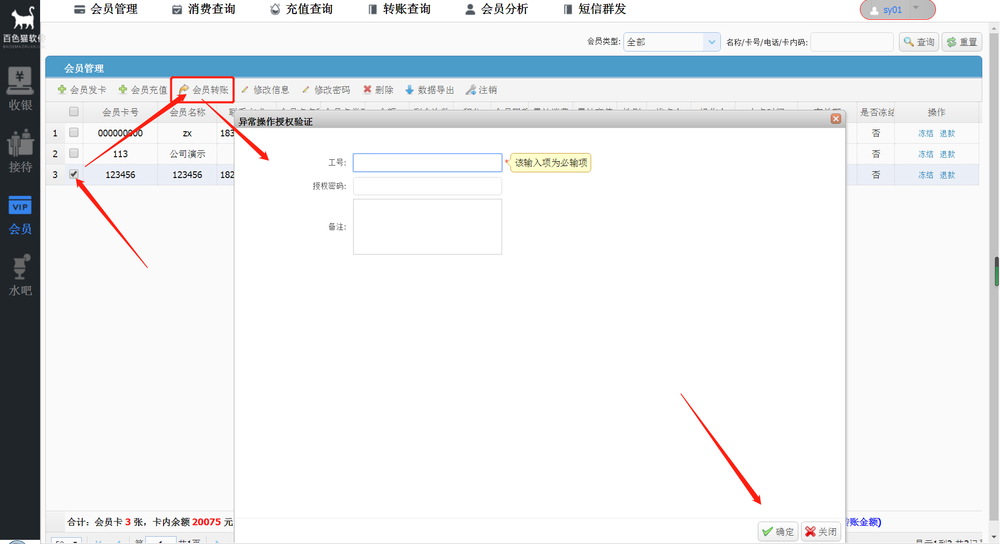 会员管理 消费查询 充值查询 转账查询 会员分析 短信群发 sy01
百色猫软件
会员类型: 全部 名称/卡号/电话/卡内码: 查询 重置
会员管理
会员发卡 会员充值 会员转账 修改信息 修改密码 删除 数据导出 注销
会员卡号 会员名称 是否冻结 操作
1 000000000 zx 183 否 冻结 退款
2 113 公司演示 否 冻结 退款
3 123456 123456 182 否 冻结 退款
收银
接待
VIP
会员
水吧
异常操作授权验证
工号: * 该输入项为必输项
授权密码:
备注:
合计：会员卡 3 张，卡内余额 20075 元
账金额)
确定 关闭